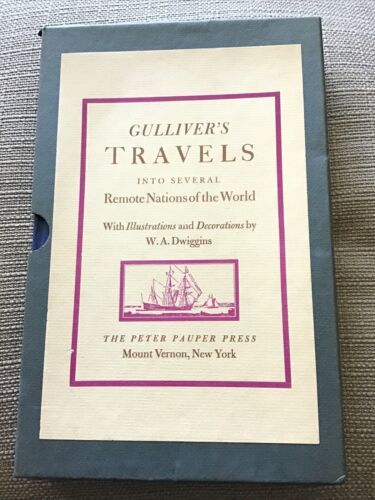 GULLIVER'S
TRAVELS
INTO SEVERAL
Remote Nations of the World
With Illustrations and Decorations by
W. A. Dwiggins
THE PETER PAUPER PRESS
Mount Vernon, New York